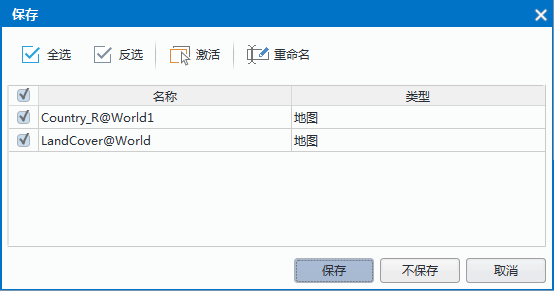 保存
全选 反选 激活 重命名
名称 类型
Country_R@World1 地图
LandCover@World 地图
保存 不保存 取消